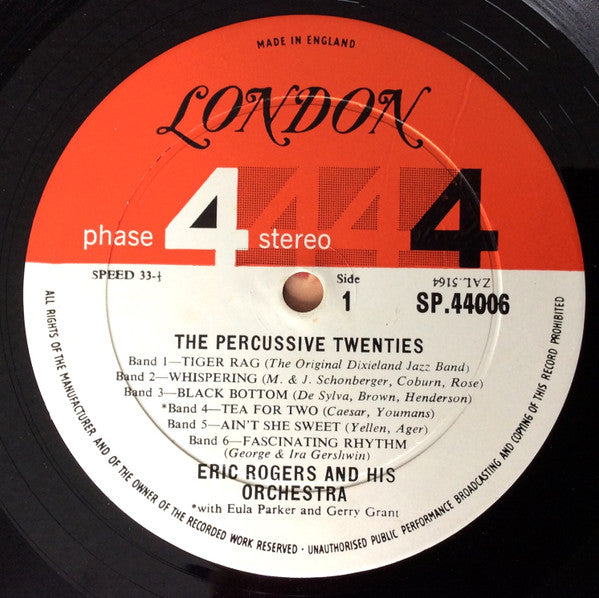 MADE IN ENGLAND
LONDON
phase 4 444 4 stereo
SPEED 33-⅓
Side
1
ZAL.5164
SP.44006
THE PERCUSSIVE TWENTIES
Band 1—TIGER RAG (The Original Dixieland Jazz Band)
Band 2—WHISPERING (M. & J. Schonberger, Coburn, Rose)
Band 3—BLACK BOTTOM (De Sylva, Brown, Henderson)
*Band 4—TEA FOR TWO (Caesar, Youmans)
Band 5—AIN'T SHE SWEET (Yellen, Ager)
Band 6—FASCINATING RHYTHM
(George & Ira Gershwin)
ERIC ROGERS AND HIS
ORCHESTRA
*with Eula Parker and Gerry Grant
ALL RIGHTS OF THE MANUFACTURER AND OF THE OWNER OF THE RECORDED WORK RESERVED · UNAUTHORISED PUBLIC PERFORMANCE BROADCASTING AND COPYING OF THIS RECORD PROHIBITED